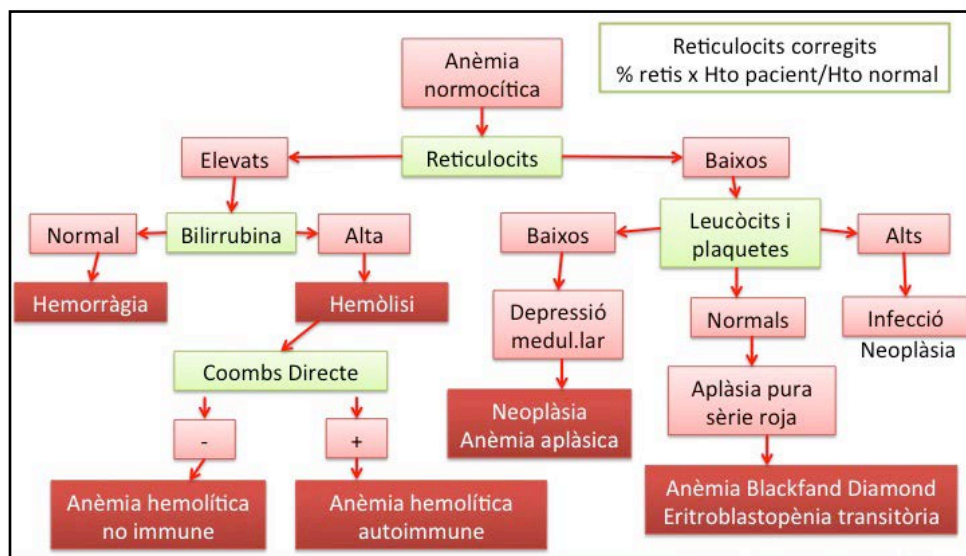 Anèmia
normocítica
Reticulocits corregits
% retis x Hto pacient/Hto normal
Elevats
Reticulocits
Baixos
Normal
Bilirrubina
Alta
Baixos
Leucòcits i
plaquetes
Alts
Hemorràgia
Hemòlisi
Depressió
medul.lar
Normals
Infecció
Neoplàsia
Coombs Directe
Neoplàsia
Anèmia aplàsica
Aplàsia pura
sèrie roja
-
+
Anèmia hemolítica
no immune
Anèmia hemolítica
autoimmune
Anèmia Blackfand Diamond
Eritroblastopènia transitòria